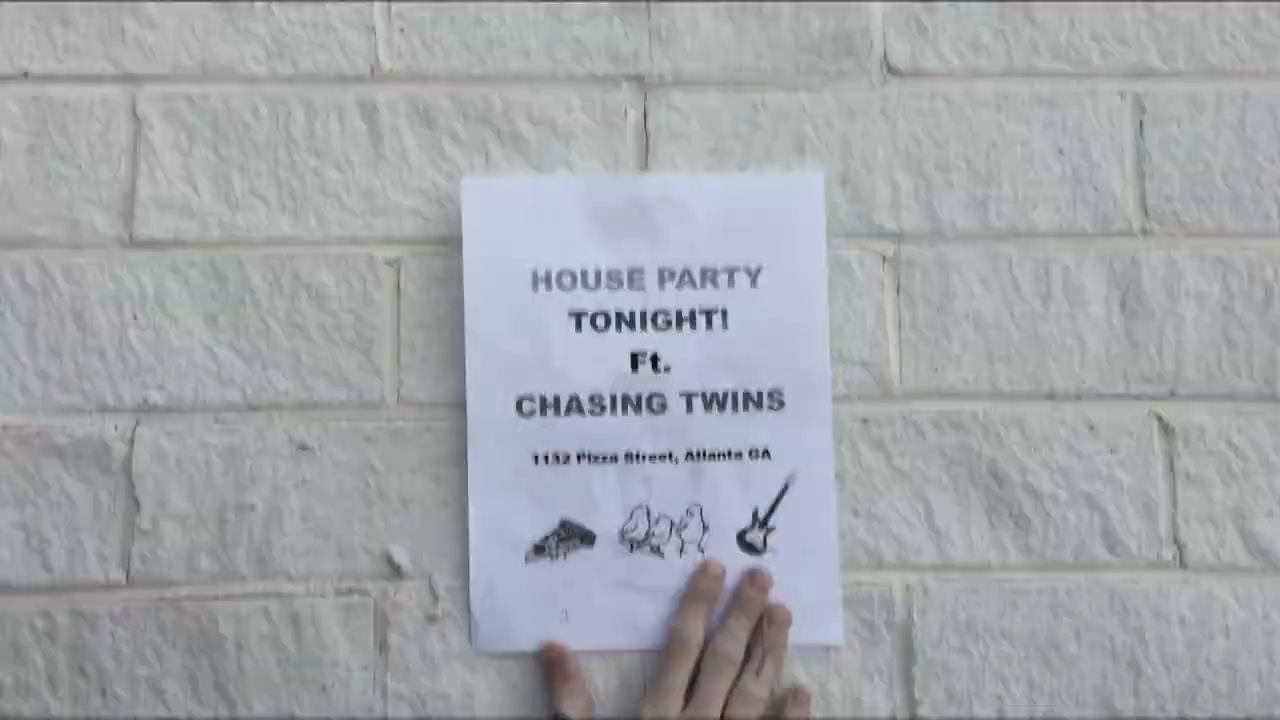 HOUSE PARTY
TONIGHT!
Ft.
CHASING TWINS
1132 Pizza Street, Atlanta GA